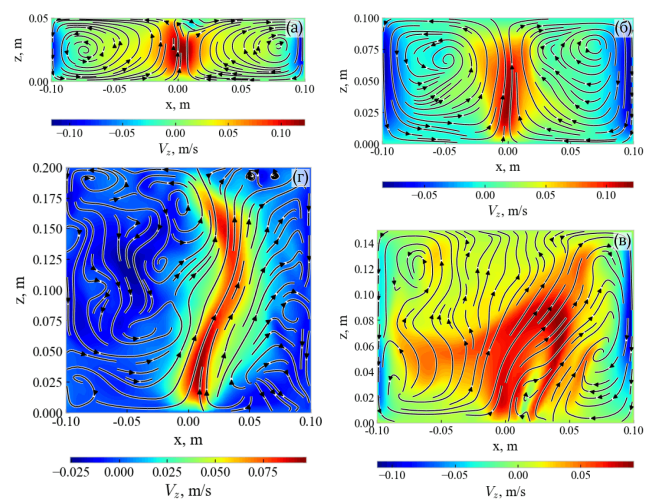 (а)
0.05
0.00
z, m
-0.10 -0.05 0.00 0.05 0.10
x, m
-0.10 -0.05 0.00 0.05 0.10
V_z, m/s
(б)
0.100
0.075
0.050
0.025
0.000
z, m
-0.10 -0.05 0.00 0.05 0.10
x, m
-0.05 0.00 0.05 0.10
V_z, m/s
(г)
0.200
0.175
0.150
0.125
0.100
0.075
0.050
0.025
0.000
z, m
-0.10 -0.05 0.00 0.05 0.10
x, m
-0.025 0.000 0.025 0.050 0.075
V_z, m/s
(в)
0.14
0.12
0.10
0.08
0.06
0.04
0.02
0.00
z, m
-0.10 -0.05 0.00 0.05 0.10
x, m
-0.10 -0.05 0.00 0.05
V_z, m/s